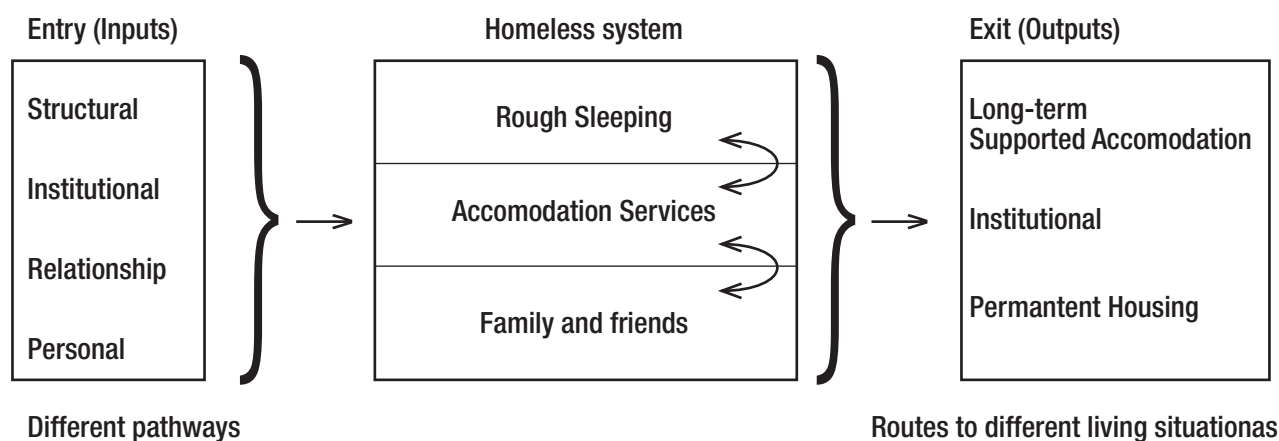 Entry (Inputs)
Structural
Institutional
Relationship
Personal
Different pathways
Homeless system
Rough Sleeping
Accomodation Services
Family and friends
Exit (Outputs)
Long-term
Supported Accomodation
Institutional
Permantent Housing
Routes to different living situationas